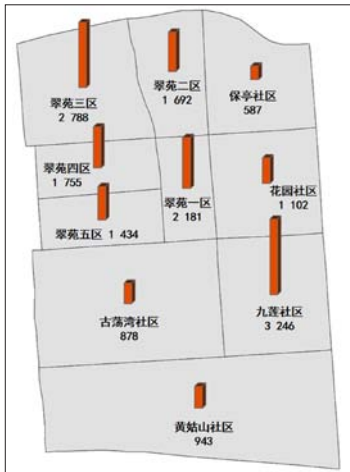 翠苑三区
2 788
翠苑二区
1 692
保亭社区
587
翠苑四区
1 755
翠苑一区
2 181
花园社区
1 102
翠苑五区 1 434
古荡湾社区
878
九莲社区
3 246
黄姑山社区
943